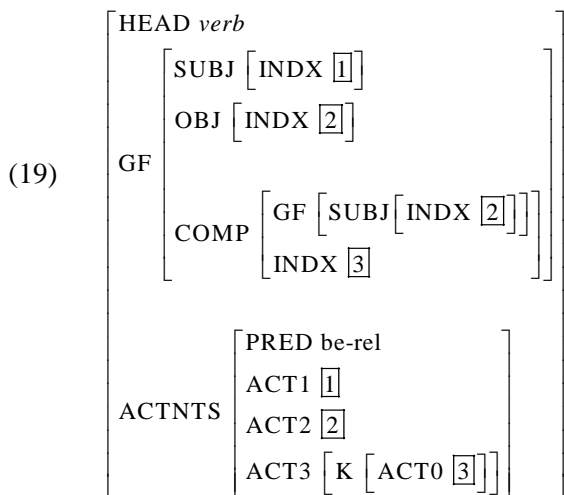 HEAD verb
SUBJ [INDX 1]
OBJ [INDX 2]
(19) GF
COMP [GF [SUBJ[INDX 2]]
INDX 3]
PRED be-rel
ACT1 1
ACTNTS ACT2 2
ACT3 [K [ACT0 3]]